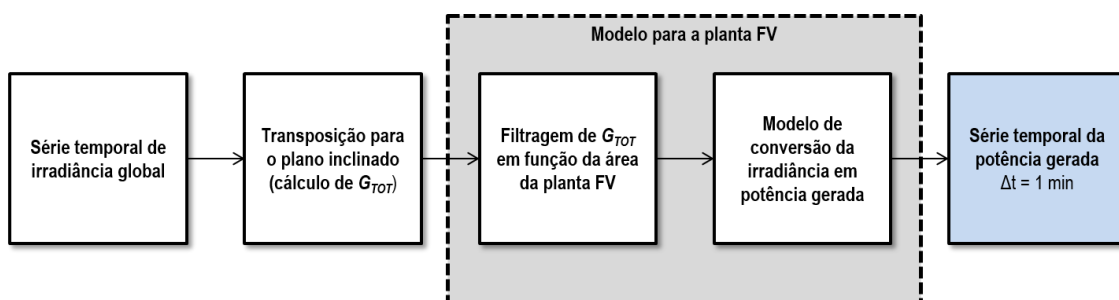 Modelo para a planta FV
Série temporal de
irradiância global
Transposição para
o plano inclinado
(cálculo de GTOT)
Filtragem de GTOT
em função da área
da planta FV
Modelo de
conversão da
irradiância em
potência gerada
Série temporal da
potência gerada
Δt = 1 min